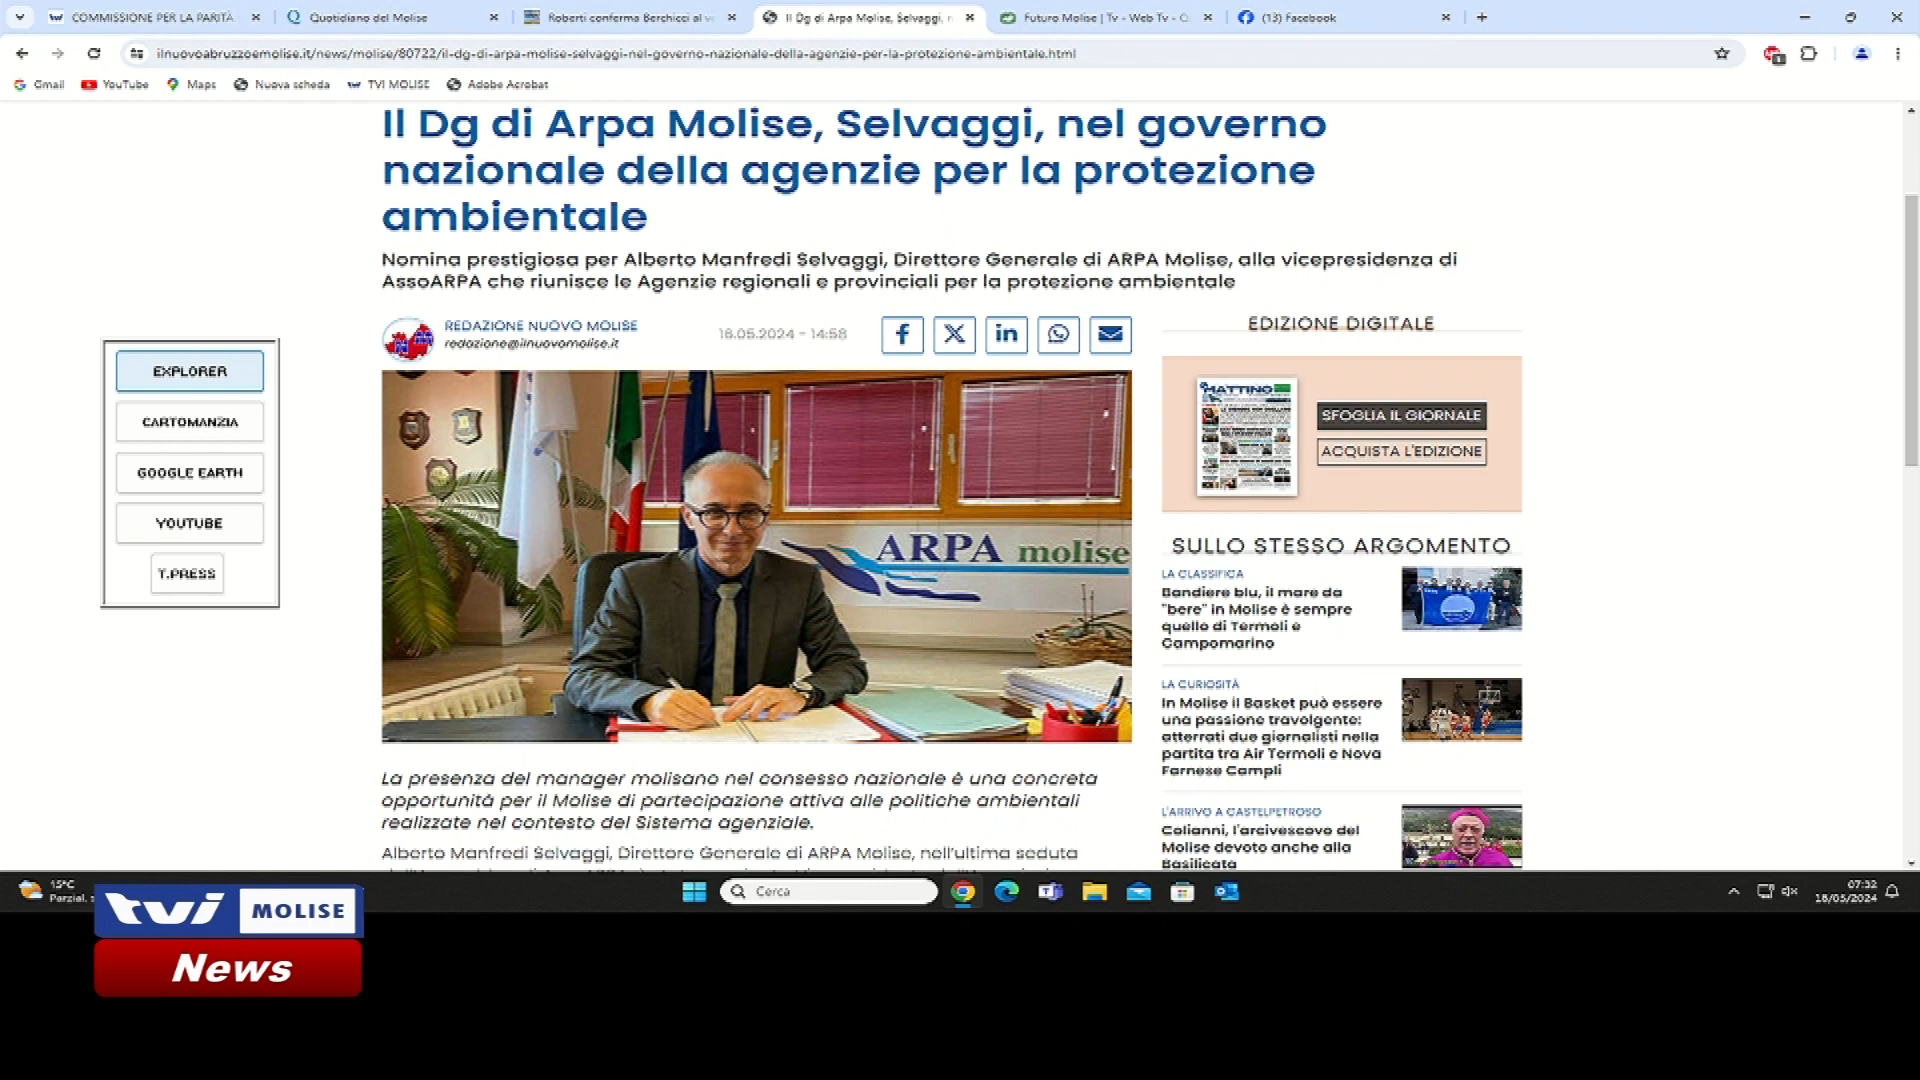 COMMISSIONE PER LA PARITÀ
Quotidiano del Molise
Roberti conferma Berchicci al v
Il Dg di Arpa Molise, Selvaggi, n
Futuro Molise | Tv - Web Tv -
(13) Facebook
ilnuovoabruzzoemolise.it/news/molise/80722/il-dg-di-arpa-molise-selvaggi-nel-governo-nazionale-della-agenzie-per-la-protezione-ambientale.html
Gmail
YouTube
Maps
Nuova scheda
TVI MOLISE
Adobe Acrobat
Il Dg di Arpa Molise, Selvaggi, nel governo
nazionale della agenzie per la protezione
ambientale
Nomina prestigiosa per Alberto Manfredi Selvaggi, Direttore Generale di ARPA Molise, alla vicepresidenza di
AssoARPA che riunisce le Agenzie regionali e provinciali per la protezione ambientale
REDAZIONE NUOVO MOLISE
redazione@ilnuovomolise.it
16.05.2024 - 14:58
EXPLORER
CARTOMANZIA
GOOGLE EARTH
YOUTUBE
T.PRESS
ARPA molise
EDIZIONE DIGITALE
MATTINO
SFOGLIA IL GIORNALE
ACQUISTA L'EDIZIONE
SULLO STESSO ARGOMENTO
LA CLASSIFICA
Bandiere blu, il mare da
"bere" in Molise è sempre
quello di Termoli e
Campomarino
LA CURIOSITÀ
In Molise il Basket può essere
una passione travolgente:
atterrati due giornalisti nella
partita tra Air Termoli e Nova
Farnese Campli
L'ARRIVO A CASTELPETROSO
Colianni, l'arcivescovo del
Molise devoto anche alla
Basilicata
La presenza del manager molisano nel consesso nazionale è una concreta
opportunità per il Molise di partecipazione attiva alle politiche ambientali
realizzate nel contesto del Sistema agenziale.
Alberto Manfredi Selvaggi, Direttore Generale di ARPA Molise, nell'ultima seduta
15°C
Parzial. s
Cerca
07:32
18/05/2024
tvi MOLISE
News